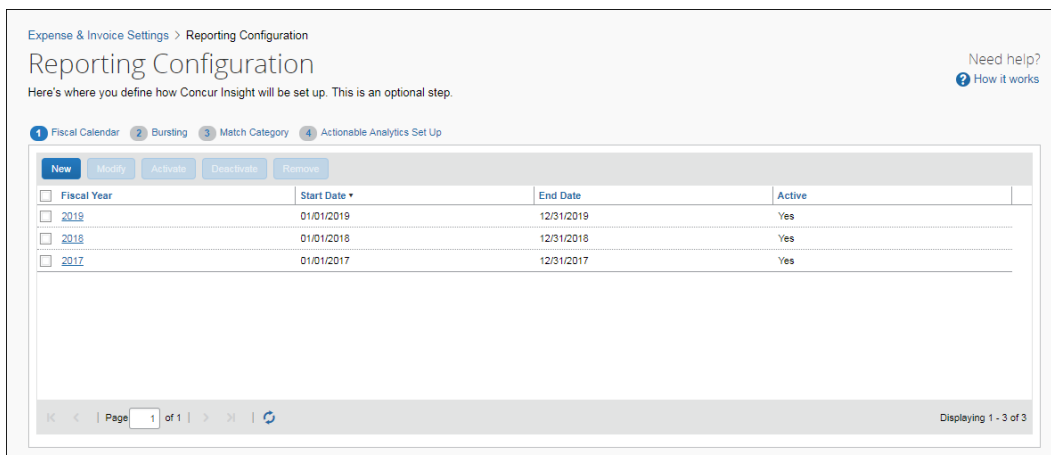 Expense & Invoice Settings > Reporting Configuration
Reporting Configuration
Need help?
? How it works
Here's where you define how Concur Insight will be set up. This is an optional step.
1 Fiscal Calendar 2 Bursting 3 Match Category 4 Actionable Analytics Set Up
New Modify Activate Deactivate Remove
Fiscal Year Start Date ▾ End Date Active
2019 01/01/2019 12/31/2019 Yes
2018 01/01/2018 12/31/2018 Yes
2017 01/01/2017 12/31/2017 Yes
Page 1 of 1 Displaying 1 - 3 of 3